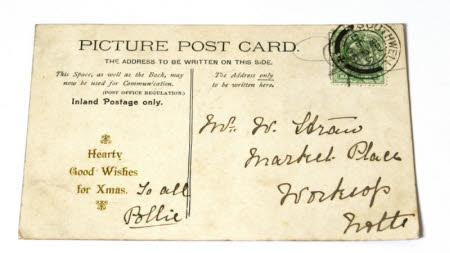 SOUTHWELL
PICTURE POST CARD.
THE ADDRESS TO BE WRITTEN ON THIS SIDE.
This Space, as well as the Back, may
now be used for Communication.
(POST OFFICE REGULATION.)
Inland Postage only.
The Address only
to be written here.
Hearty
Good Wishes
for Xmas. To all
Pollie
Mr. W. Straw
Market Place
Worksop
Notts